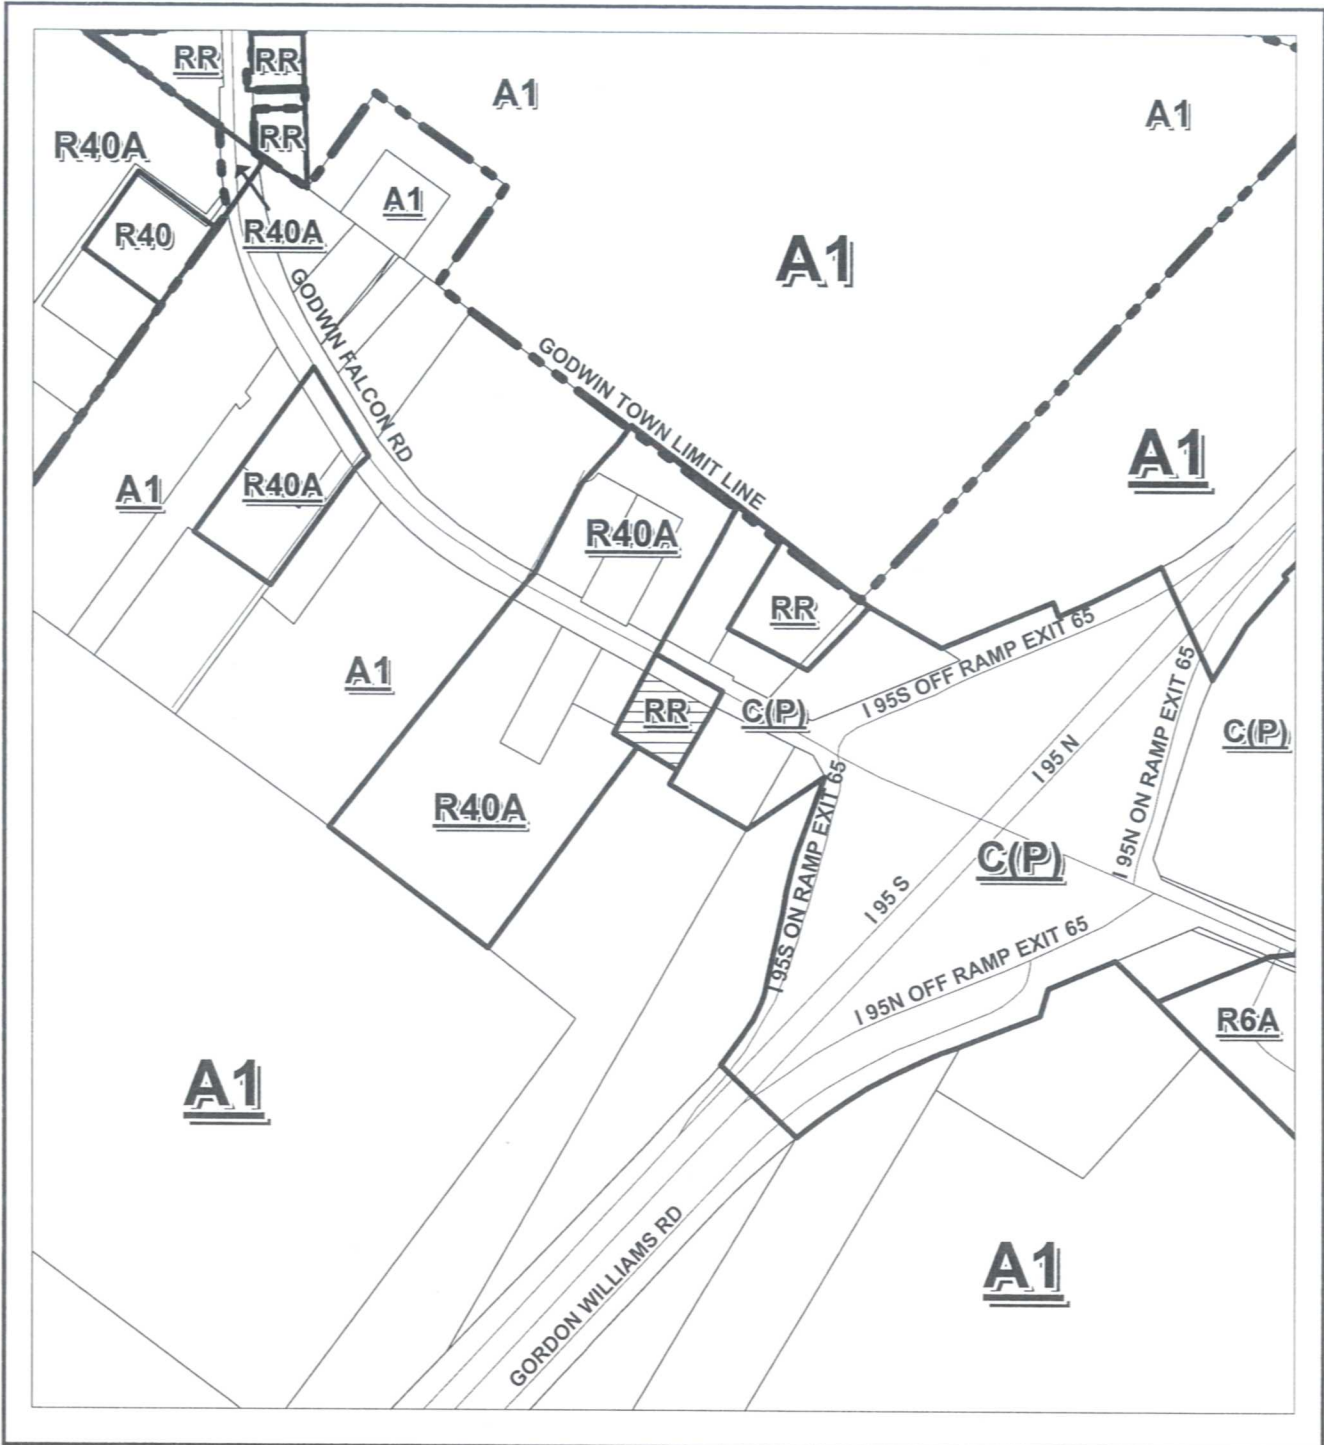 RR
RR
A1
A1
RR
R40A
A1
R40
R40A
A1
GODWIN FALCON RD
GODWIN TOWN LIMIT LINE
A1
A1
R40A
R40A
RR
I 95S OFF RAMP EXIT 65
A1
RR
C(P)
I 95N ON RAMP EXIT 65
C(P)
I 95 N
R40A
I 95S ON RAMP EXIT 65
C(P)
I 95 S
I 95N OFF RAMP EXIT 65
R6A
A1
A1
GORDON WILLIAMS RD